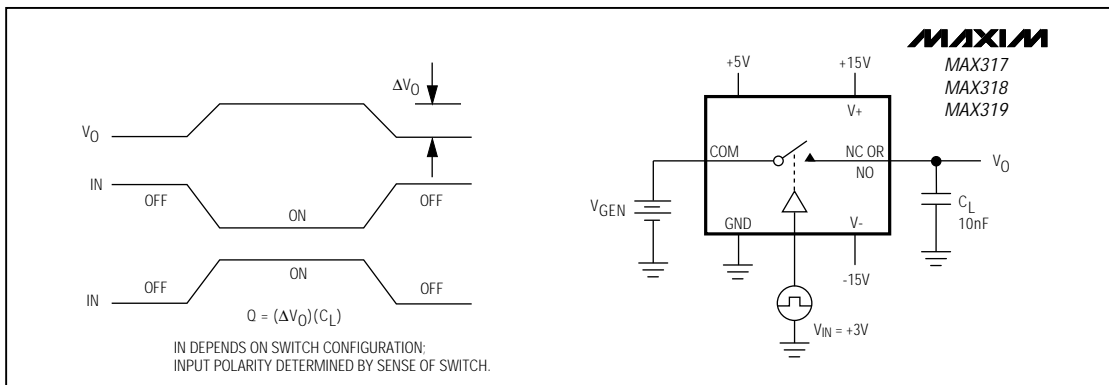 ΔVO
VO
IN
OFF
ON
OFF
IN
OFF
ON
OFF
Q = (ΔVO)(CL)
IN DEPENDS ON SWITCH CONFIGURATION;
INPUT POLARITY DETERMINED BY SENSE OF SWITCH.
MAXIM
MAX317
MAX318
MAX319
+5V
+15V
V+
COM
NC OR
NO
VO
VGEN
GND
V-
CL
10nF
-15V
VIN = +3V